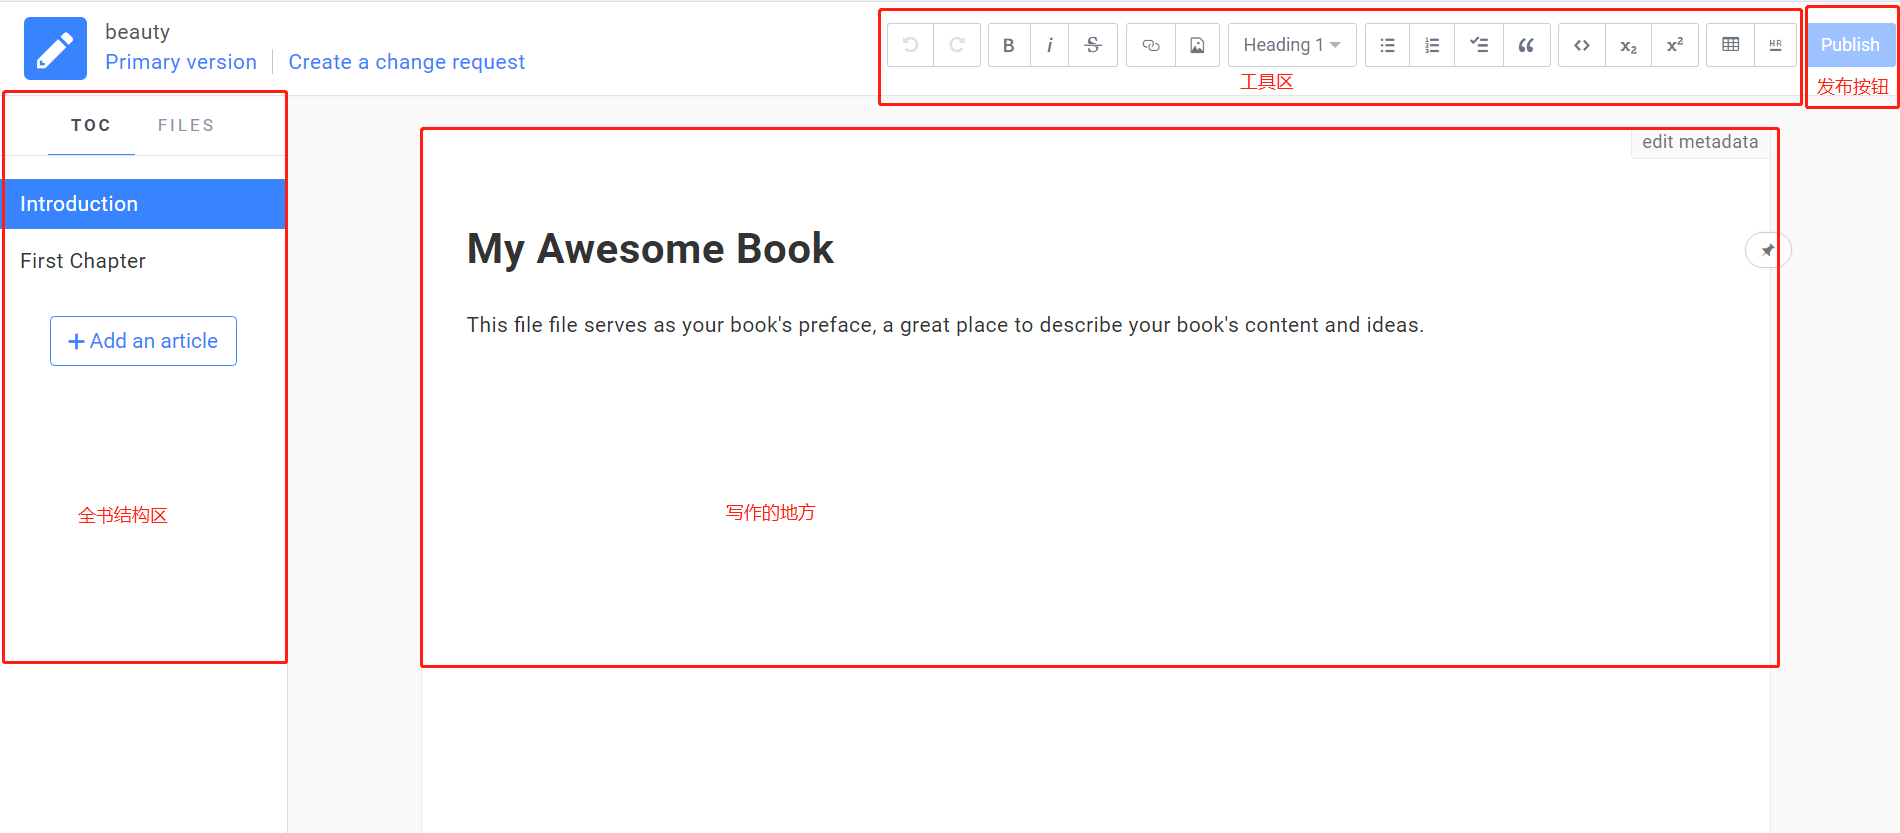 beauty
Primary version Create a change request
B i S Heading 1 x₂ x² HR Publish
工具区
发布按钮
TOC FILES
edit metadata
Introduction
First Chapter
Add an article
My Awesome Book
This file file serves as your book's preface, a great place to describe your book's content and ideas.
全书结构区
写作的地方